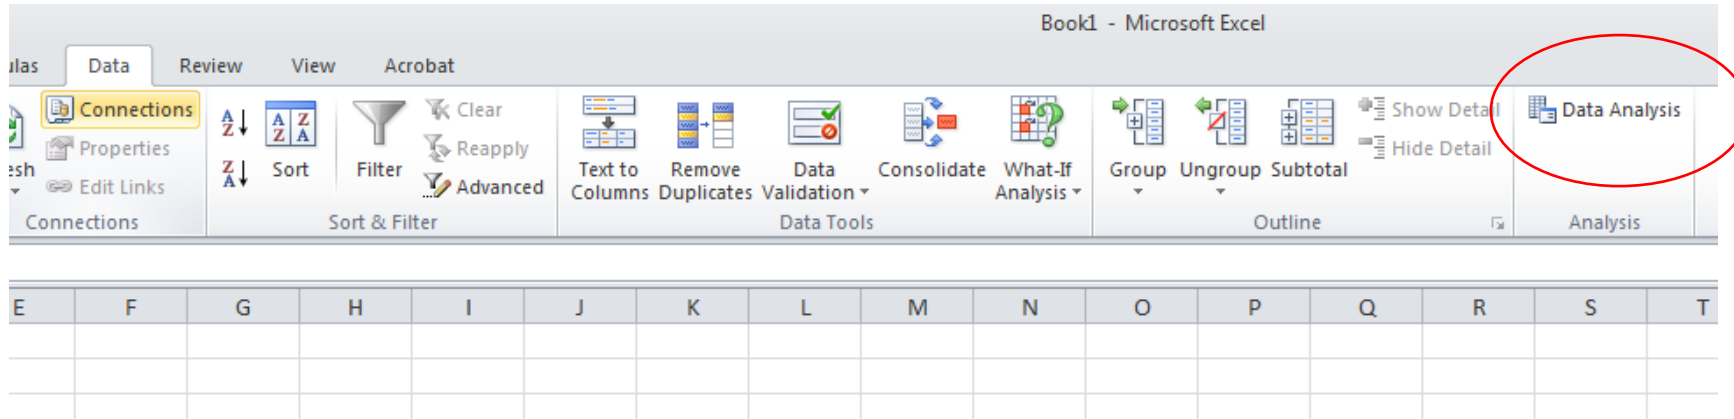 Book1 - Microsoft Excel
ulas Data Review View Acrobat
Connections
Properties
Edit Links
esh
Connections
Sort
Filter
Clear
Reapply
Advanced
Sort & Filter
Text to
Columns
Remove
Duplicates
Data
Validation
Consolidate
What-If
Analysis
Data Tools
Group
Ungroup
Subtotal
Show Detail
Hide Detail
Outline
Data Analysis
Analysis
E F G H I J K L M N O P Q R S T